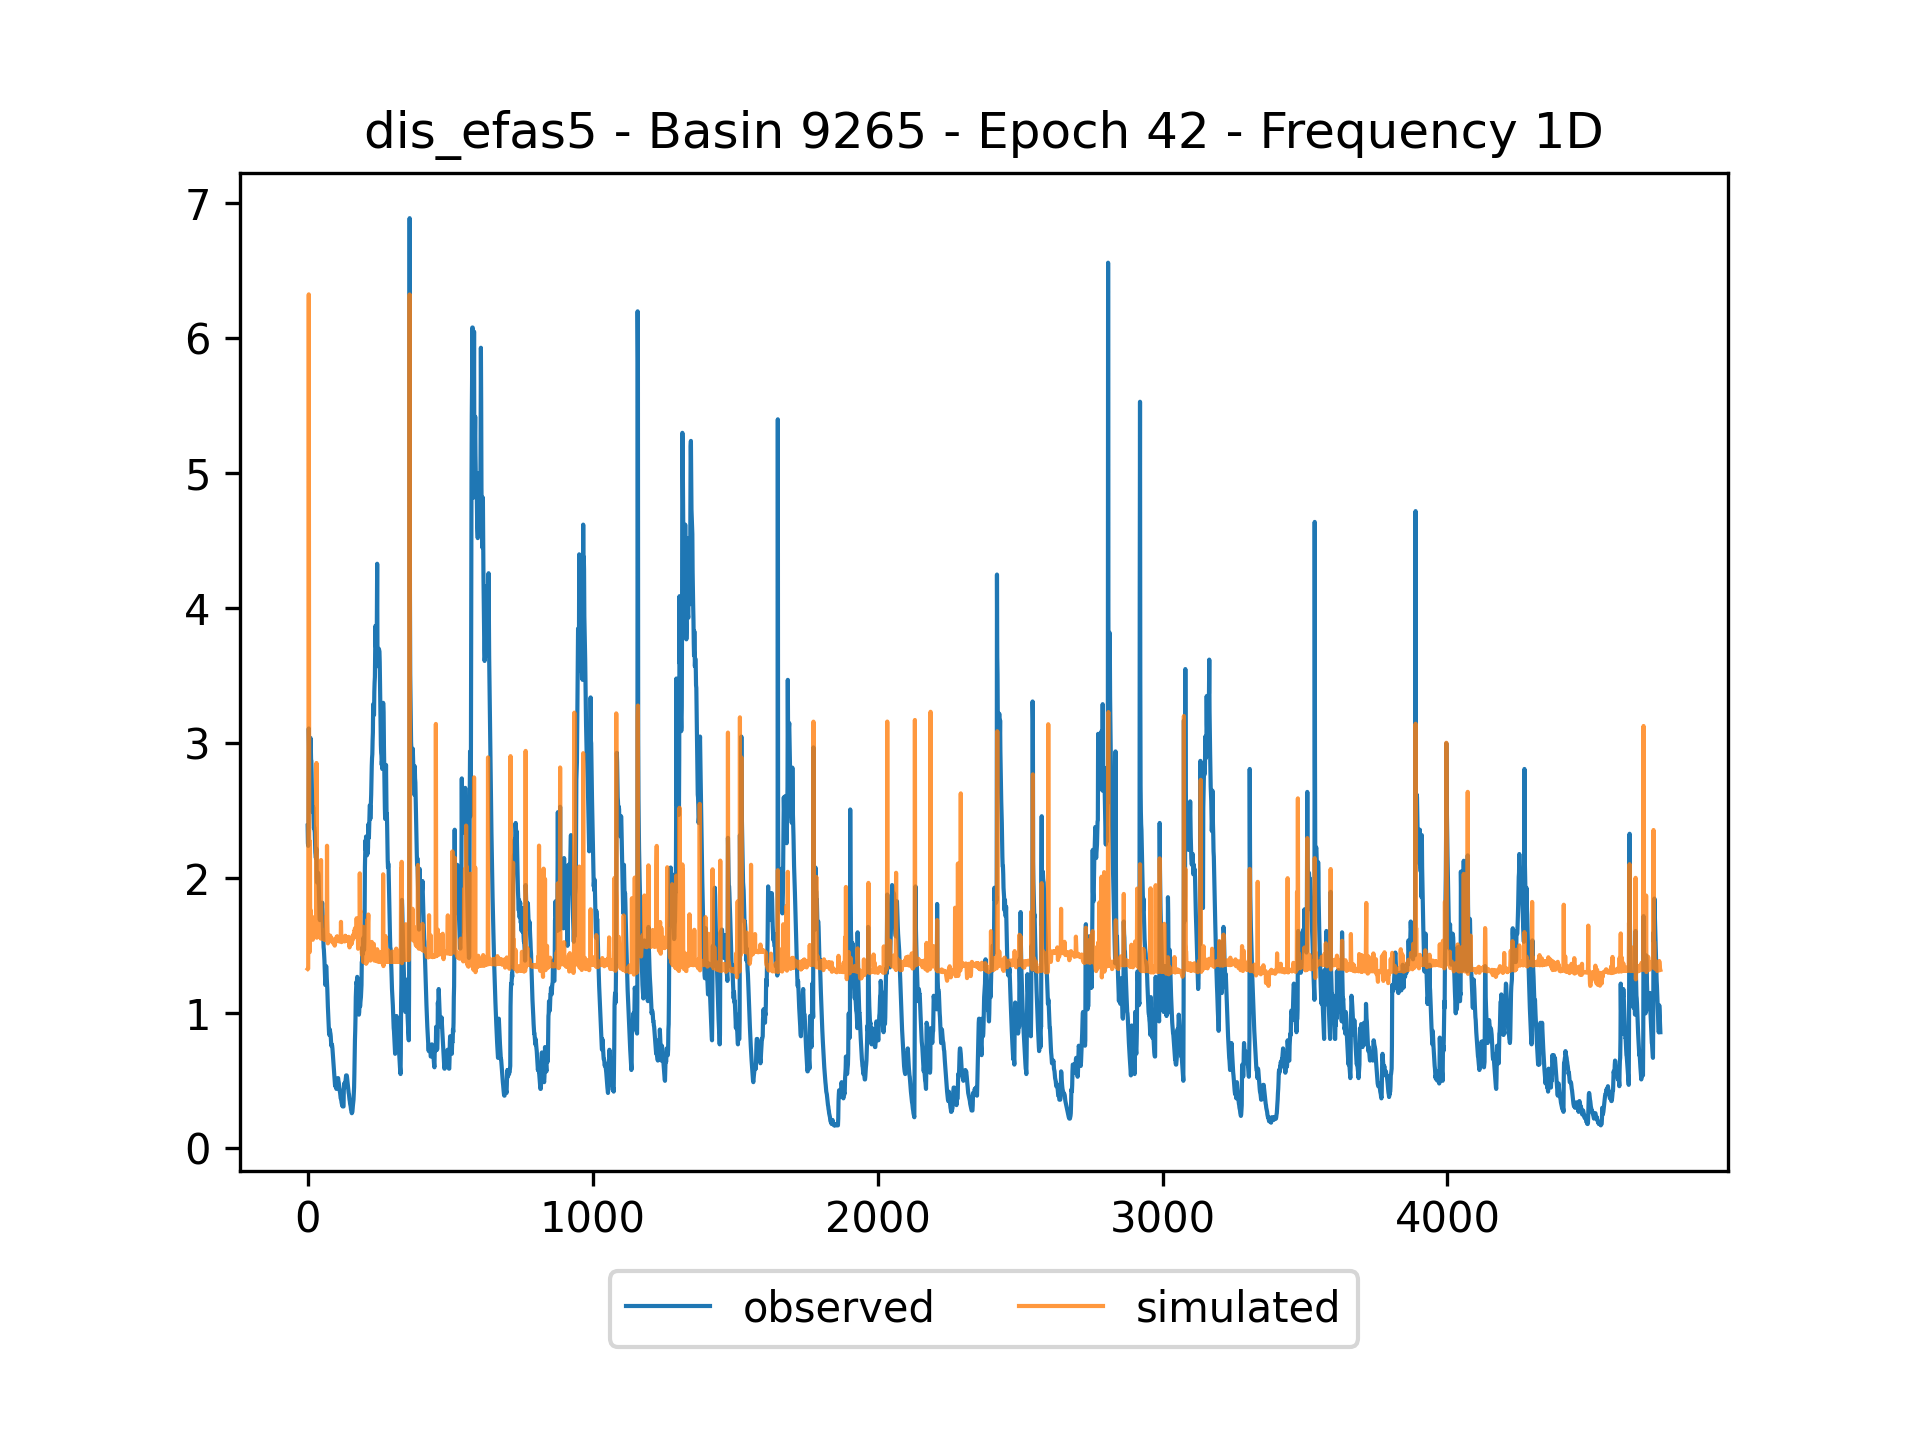 dis_efas5 - Basin 9265 - Epoch 42 - Frequency 1D
7
6
5
4
3
2
1
0
0 1000 2000 3000 4000
observed simulated